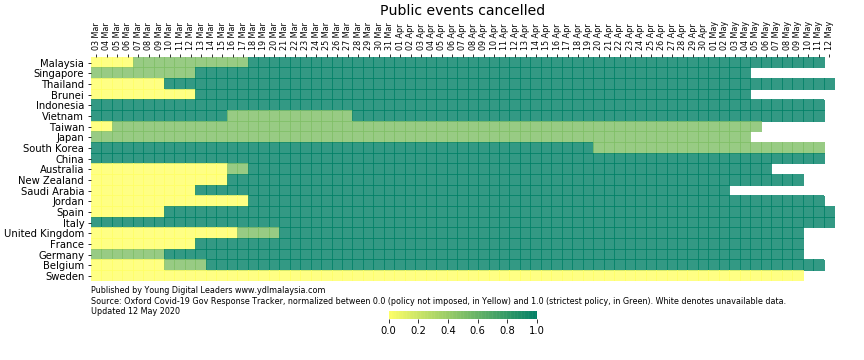 Public events cancelled
03 Mar 04 Mar 05 Mar 06 Mar 07 Mar 08 Mar 09 Mar 10 Mar 11 Mar 12 Mar 13 Mar 14 Mar 15 Mar 16 Mar 17 Mar 18 Mar 19 Mar 20 Mar 21 Mar 22 Mar 23 Mar 24 Mar 25 Mar 26 Mar 27 Mar 28 Mar 29 Mar 30 Mar 31 Mar 01 Apr 02 Apr 03 Apr 04 Apr 05 Apr 06 Apr 07 Apr 08 Apr 09 Apr 10 Apr 11 Apr 12 Apr 13 Apr 14 Apr 15 Apr 16 Apr 17 Apr 18 Apr 19 Apr 20 Apr 21 Apr 22 Apr 23 Apr 24 Apr 25 Apr 26 Apr 27 Apr 28 Apr 29 Apr 30 Apr 01 May 02 May 03 May 04 May 05 May 06 May 07 May 08 May 09 May 10 May 11 May 12 May
Malaysia
Singapore
Thailand
Brunei
Indonesia
Vietnam
Taiwan
Japan
South Korea
China
Australia
New Zealand
Saudi Arabia
Jordan
Spain
Italy
United Kingdom
France
Germany
Belgium
Sweden
Published by Young Digital Leaders www.ydlmalaysia.com
Source: Oxford Covid-19 Gov Response Tracker, normalized between 0.0 (policy not imposed, in Yellow) and 1.0 (strictest policy, in Green). White denotes unavailable data.
Updated 12 May 2020
0.0 0.2 0.4 0.6 0.8 1.0